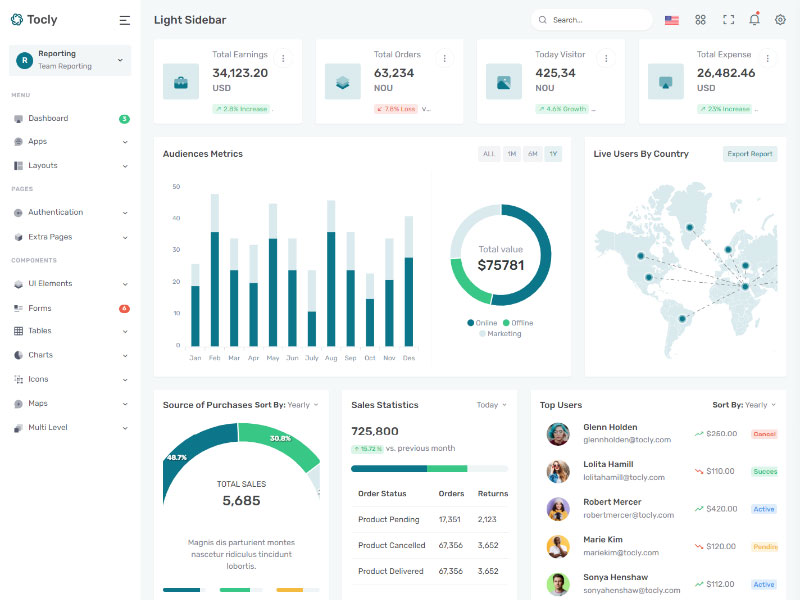 Tocly
Light Sidebar
Search...
R
Reporting
Team Reporting
MENU
Dashboard
3
Apps
Layouts
PAGES
Authentication
Extra Pages
COMPONENTS
UI Elements
Forms
6
Tables
Charts
Icons
Maps
Multi Level
Total Earnings
34,123.20
USD
2.8% Increase
Total Orders
63,234
NOU
7.8% Loss V...
Today Visitor
425,34
NOU
4.6% Growth ...
Total Expense
26,482.46
USD
23% Increase ...
Audiences Metrics
ALL 1M 6M 1Y
50
40
30
20
10
0
Jan Feb Mar Apr May Jun July Aug Sep Oct Nov Des
Total value
$75781
Online Offline
Marketing
Live Users By Country
Export Report
Source of Purchases Sort By: Yearly
48.7%
30.8%
TOTAL SALES
5,685
Magnis dis parturient montes
nascetur ridiculus tincidunt
lobortis.
Sales Statistics
Today
725,800
15.72 % vs. previous month
Order Status Orders Returns
Product Pending 17,351 2,123
Product Cancelled 67,356 3,652
Product Delivered 67,356 3,652
Top Users
Sort By: Yearly
Glenn Holden
glennholden@tocly.com
$250.00
Cancel
Lolita Hamill
lolitahamill@tocly.com
$110.00
Succes
Robert Mercer
robertmercer@tocly.com
$420.00
Active
Marie Kim
mariekim@tocly.com
$120.00
Pendin
Sonya Henshaw
sonyahenshaw@tocly.com
$112.00
Active